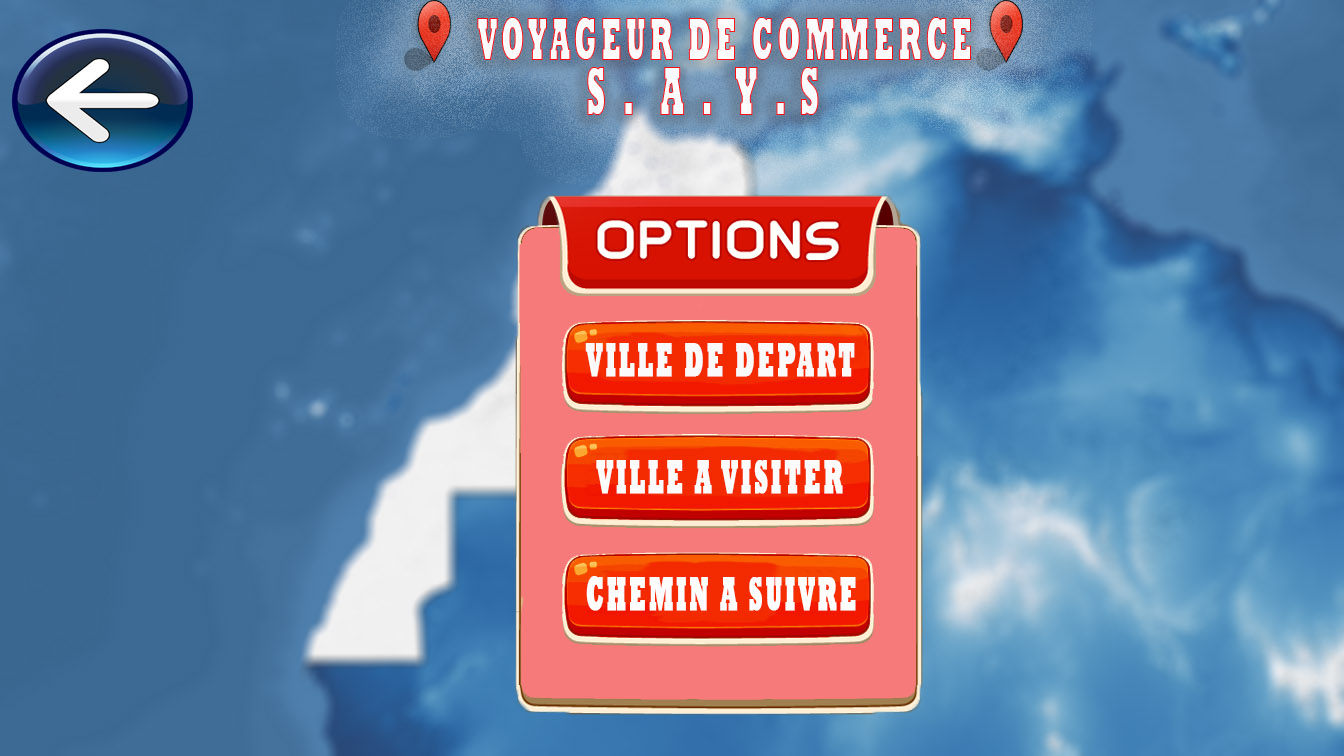 VOYAGEUR DE COMMERCE
S . A . Y . S
OPTIONS
VILLE DE DEPART
VILLE A VISITER
CHEMIN A SUIVRE